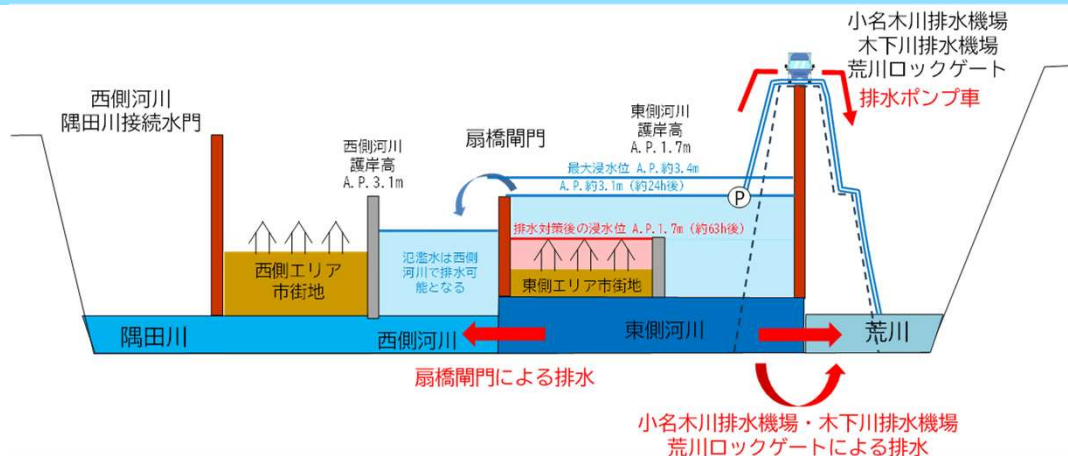 小名木川排水機場
木下川排水機場
荒川ロックゲート
排水ポンプ車
西側河川
隅田川接続水門
西側河川
護岸高
A.P.3.1m
扇橋閘門
東側河川
護岸高
A.P.1.7m
最大浸水位 A.P.約3.4m
A.P.約3.1m（約24h後）
P
排水対策後の浸水位 A.P.1.7m（約63h後）
氾濫水は西側
河川で排水可
能となる
西側エリア
市街地
東側エリア市街地
隅田川
西側河川
東側河川
荒川
扇橋閘門による排水
小名木川排水機場・木下川排水機場
荒川ロックゲートによる排水